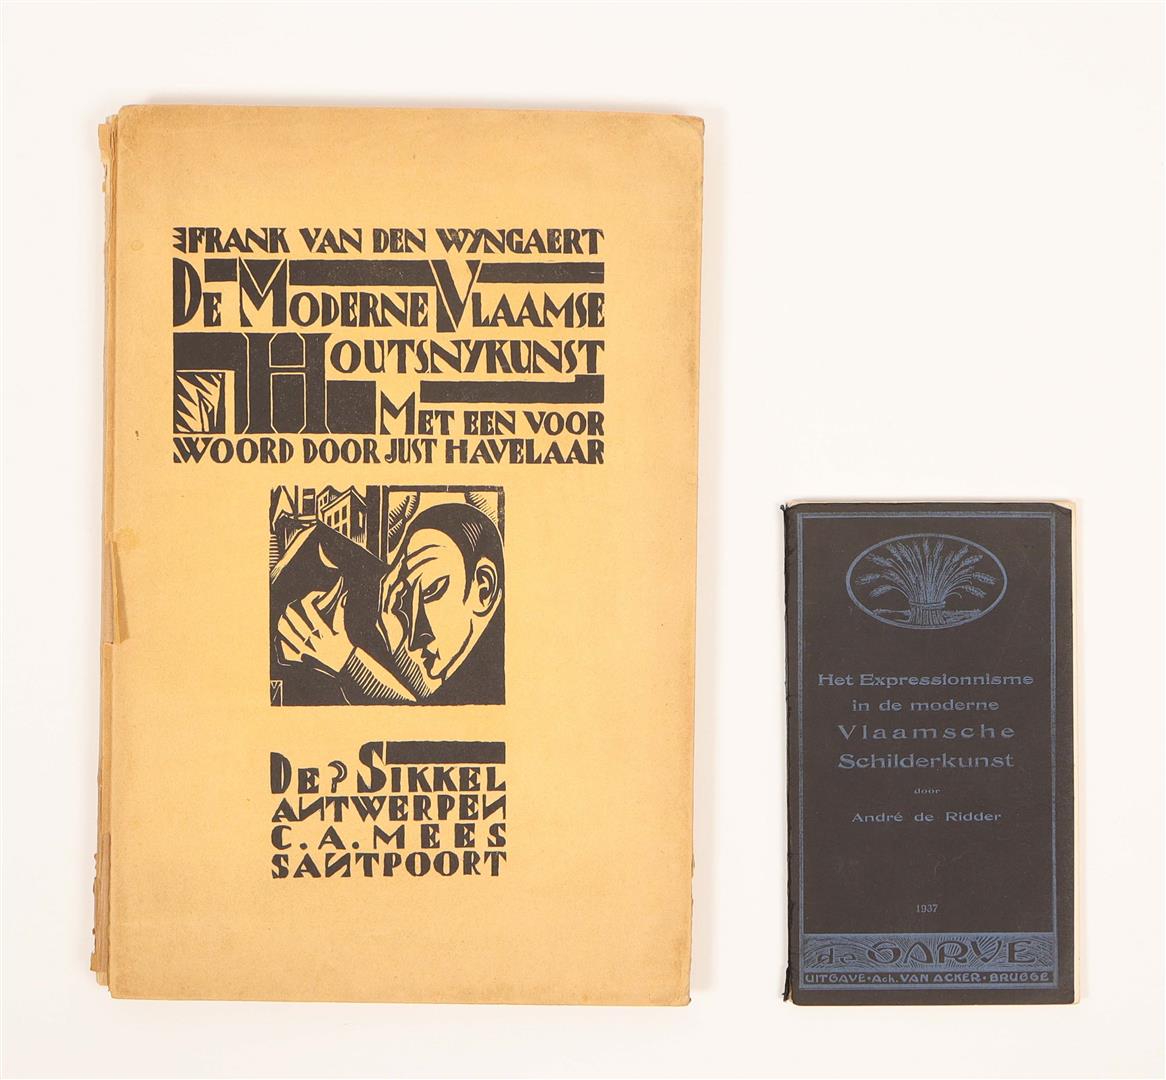 FRANK VAN DEN WYNGAERT
DE MODERNE VLAAMSE
HOUTSNYKUNST
MET EEN VOOR
WOORD DOOR JUST HAVELAAR
DE SIKKEL
ANTWERPEN
C. A. MEES
SANTPOORT
Het Expressionnisme
in de moderne
Vlaamsche
Schilderkunst
door
André de Ridder
1937
de GARVE
UITGAVE · Ach. VAN ACKER · BRUGGE